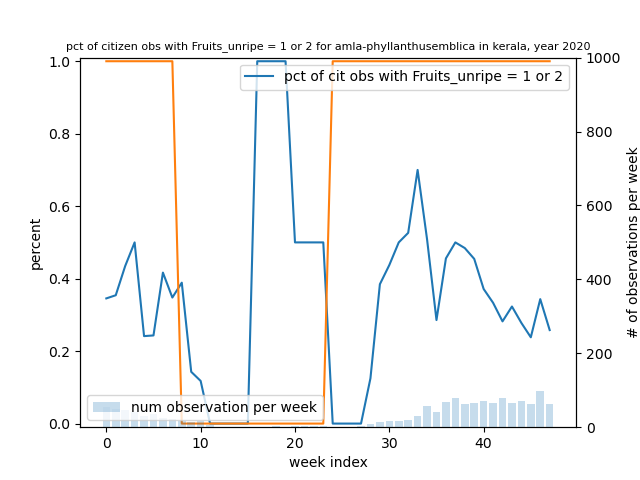 pct of citizen obs with Fruits_unripe = 1 or 2 for amla-phyllanthusemblica in kerala, year 2020
pct of cit obs with Fruits_unripe = 1 or 2
num observation per week
percent
# of observations per week
week index
1.0
0.8
0.6
0.4
0.2
0.0
1000
800
600
400
200
0
0
10
20
30
40